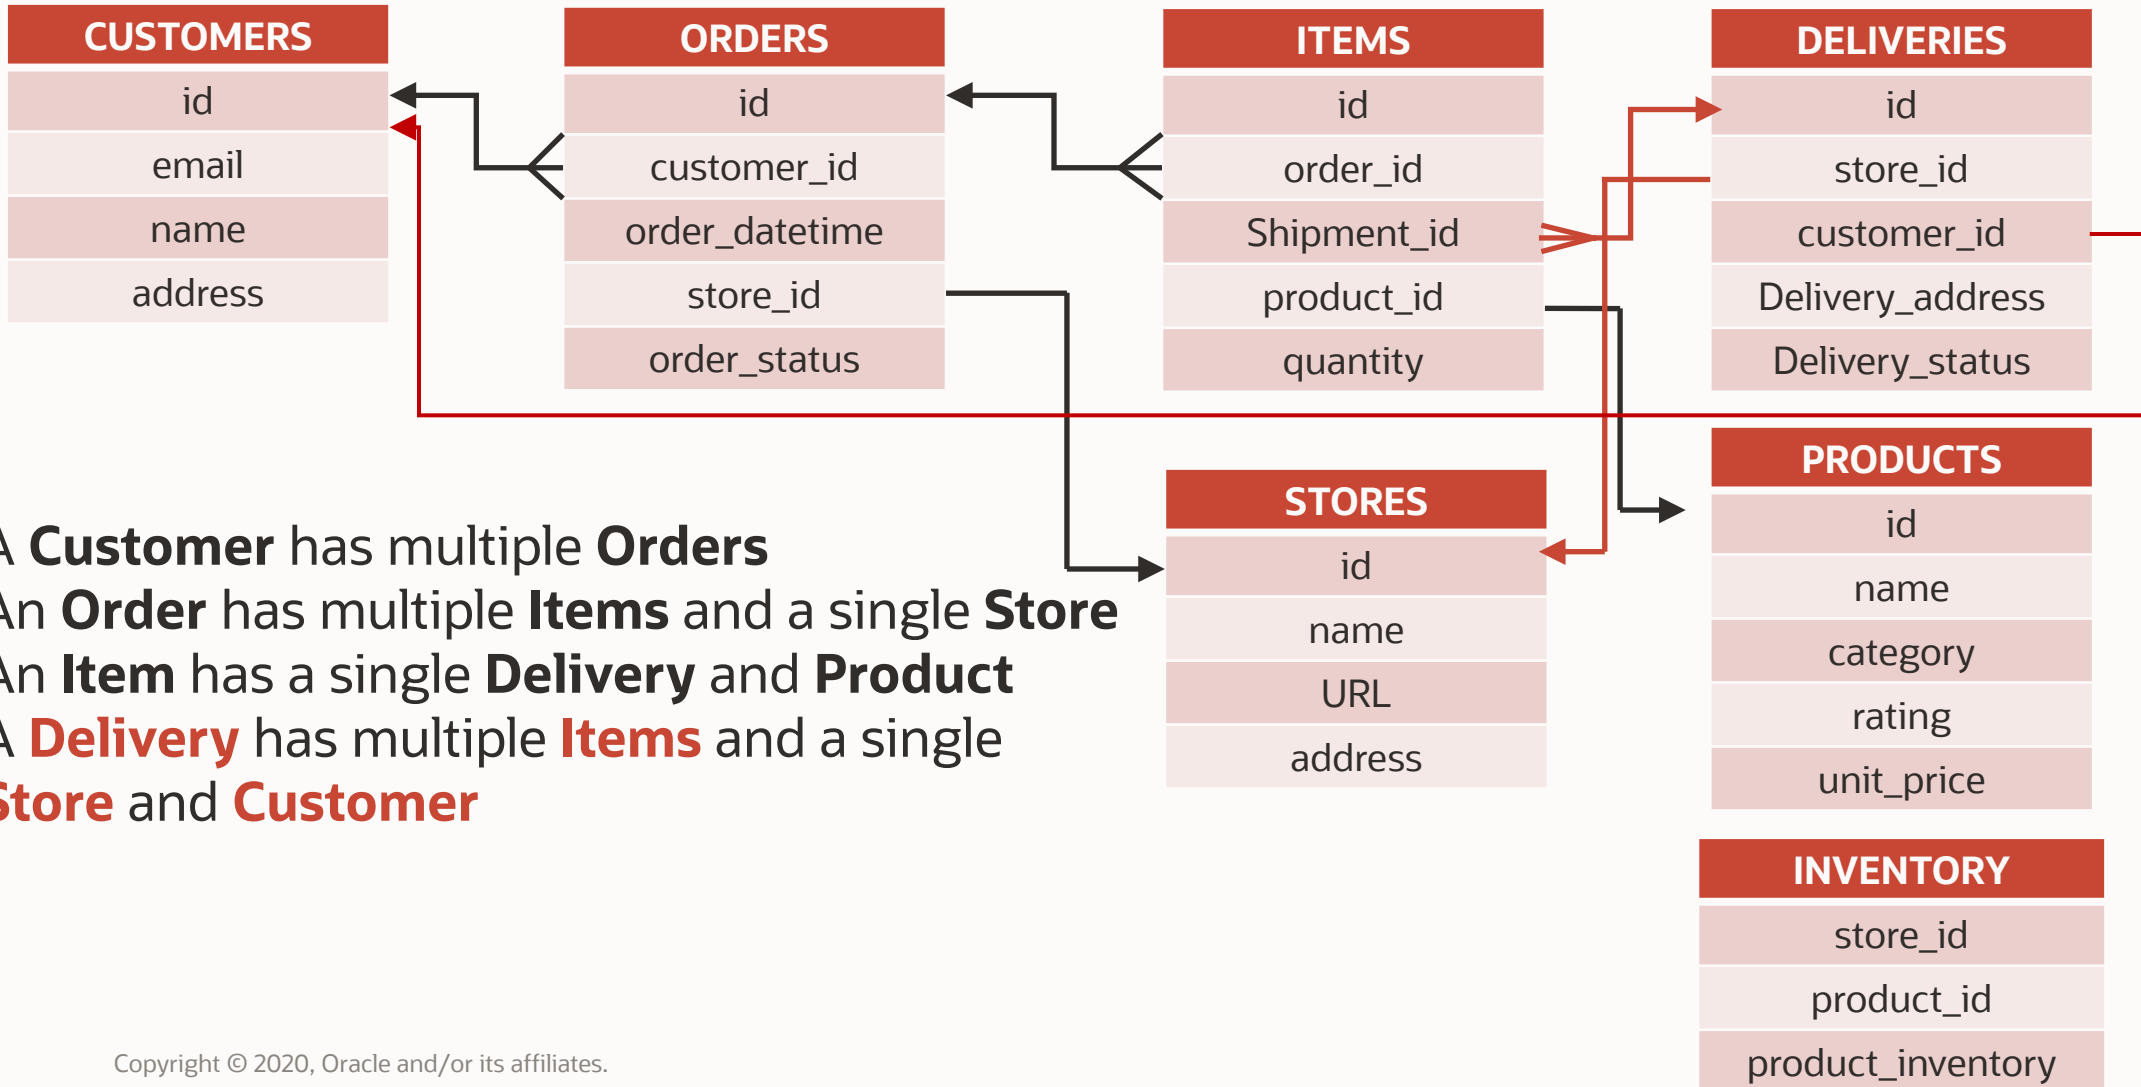 CUSTOMERS
id
email
name
address
ORDERS
id
customer_id
order_datetime
store_id
order_status
ITEMS
id
order_id
Shipment_id
product_id
quantity
DELIVERIES
id
store_id
customer_id
Delivery_address
Delivery_status
STORES
id
name
URL
address
PRODUCTS
id
name
category
rating
unit_price
INVENTORY
store_id
product_id
product_inventory
A Customer has multiple Orders
An Order has multiple Items and a single Store
An Item has a single Delivery and Product
A Delivery has multiple Items and a single
Store and Customer
Copyright © 2020, Oracle and/or its affiliates.